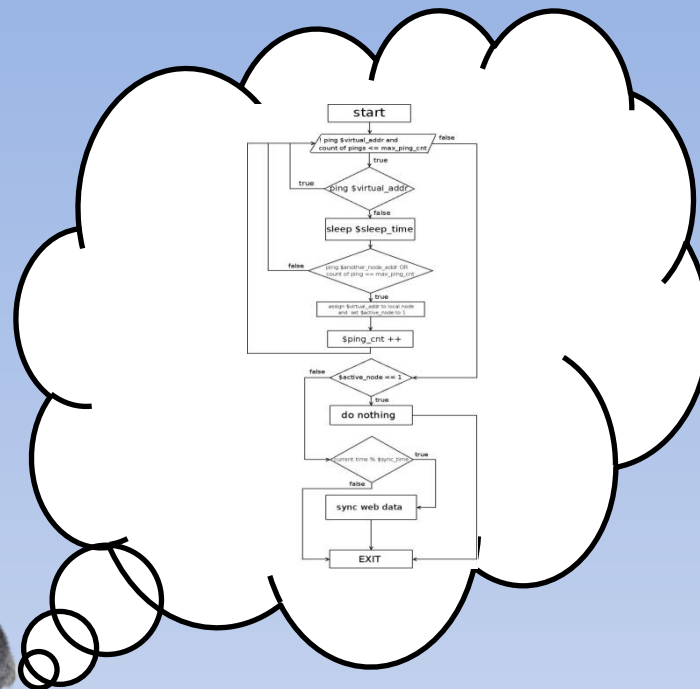 start
! ping $virtual_addr and
count of pings <= max_ping_cnt
false
true
true
ping $virtual_addr
false
sleep $sleep_time
false
ping $another_node_addr OR
count of ping == max_ping_cnt
true
assign $virtual_addr to local node
and set $active_node to 1
$ping_cnt ++
false
$active_node == 1
true
do nothing
current time % $sync_time
true
false
sync web data
EXIT